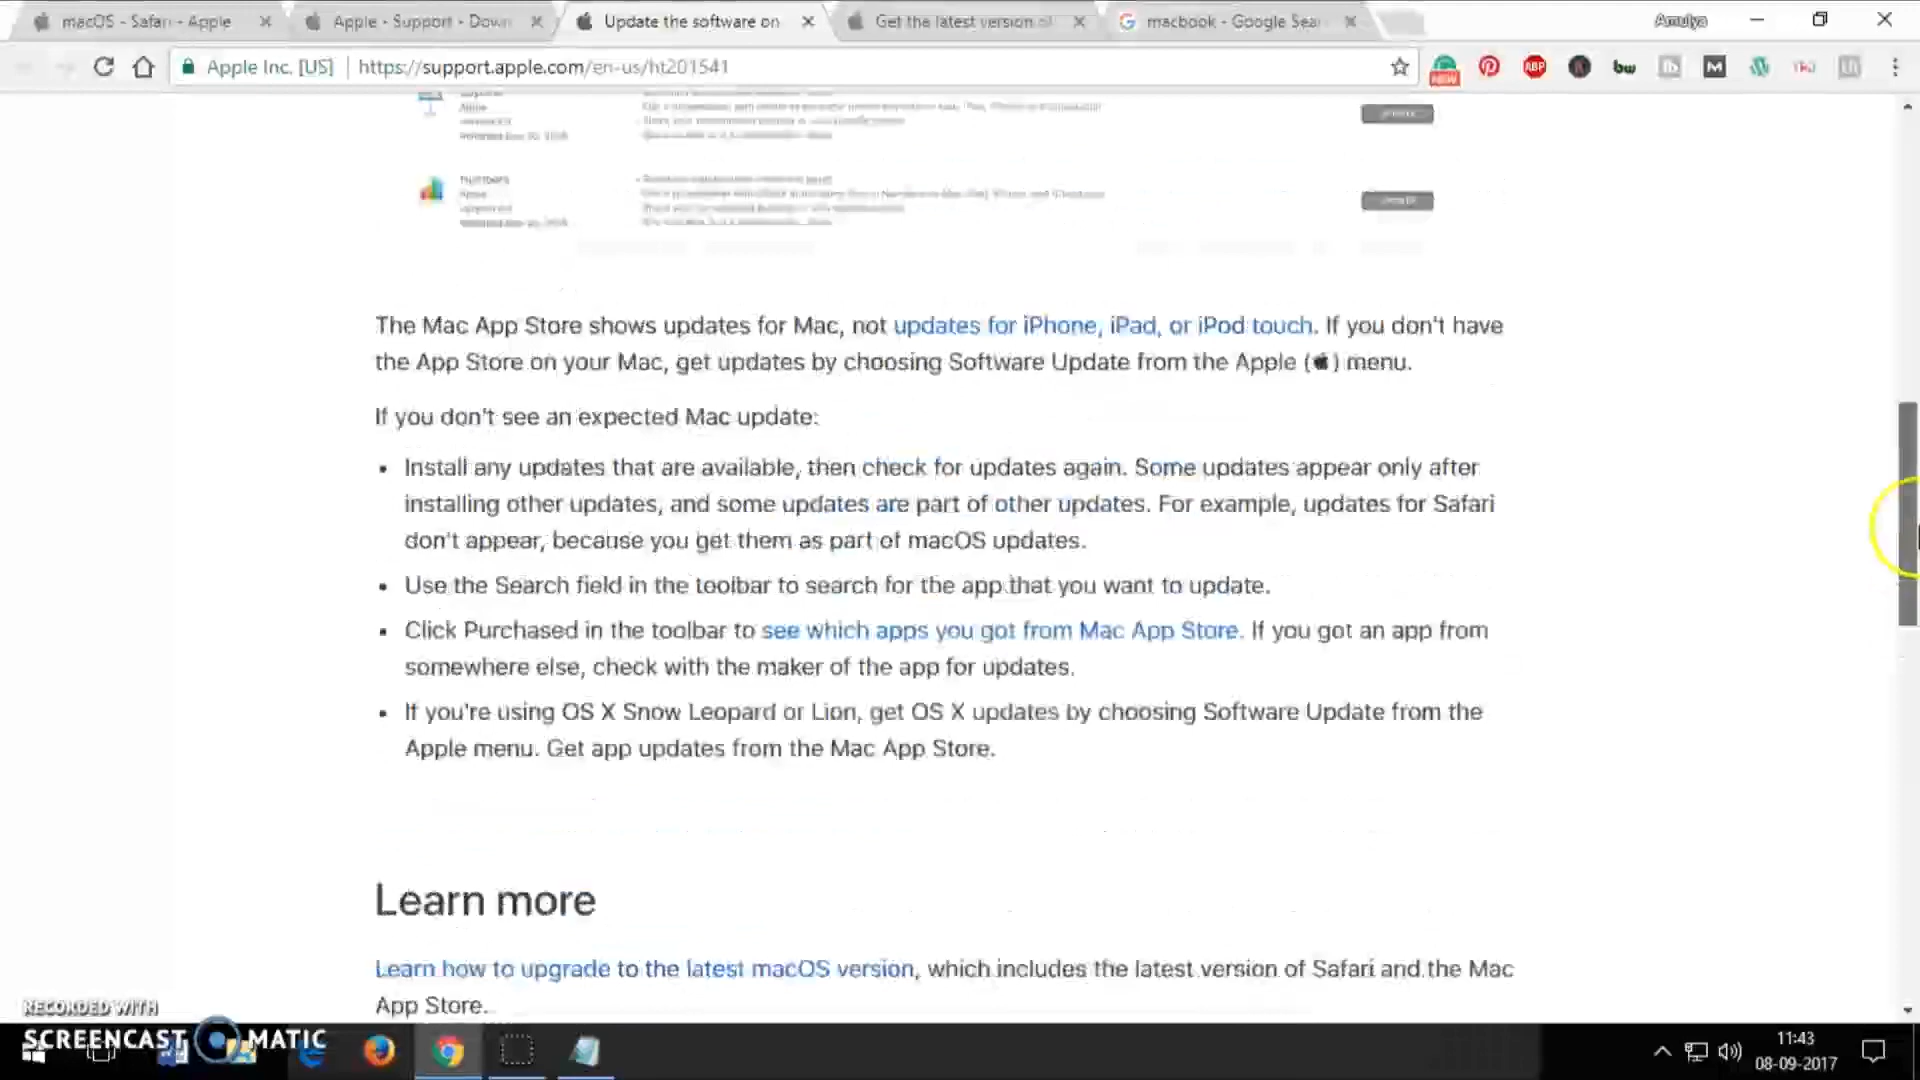 macOS - Safari - Apple
Apple - Support - Down
Update the software on
Get the latest version of
macbook - Google Sear
Amulya
Apple Inc. [US]
https://support.apple.com/en-us/ht201541
NEW
ABP
bw
M
Numbers
Apple
The Mac App Store shows updates for Mac, not updates for iPhone, iPad, or iPod touch. If you don't have
the App Store on your Mac, get updates by choosing Software Update from the Apple () menu.
If you don't see an expected Mac update:
• Install any updates that are available, then check for updates again. Some updates appear only after
installing other updates, and some updates are part of other updates. For example, updates for Safari
don't appear, because you get them as part of macOS updates.
• Use the Search field in the toolbar to search for the app that you want to update.
• Click Purchased in the toolbar to see which apps you got from Mac App Store. If you got an app from
somewhere else, check with the maker of the app for updates.
• If you're using OS X Snow Leopard or Lion, get OS X updates by choosing Software Update from the
Apple menu. Get app updates from the Mac App Store.
Learn more
Learn how to upgrade to the latest macOS version, which includes the latest version of Safari and the Mac
App Store.
RECORDED WITH
SCREENCAST MATIC
11:43
08-09-2017